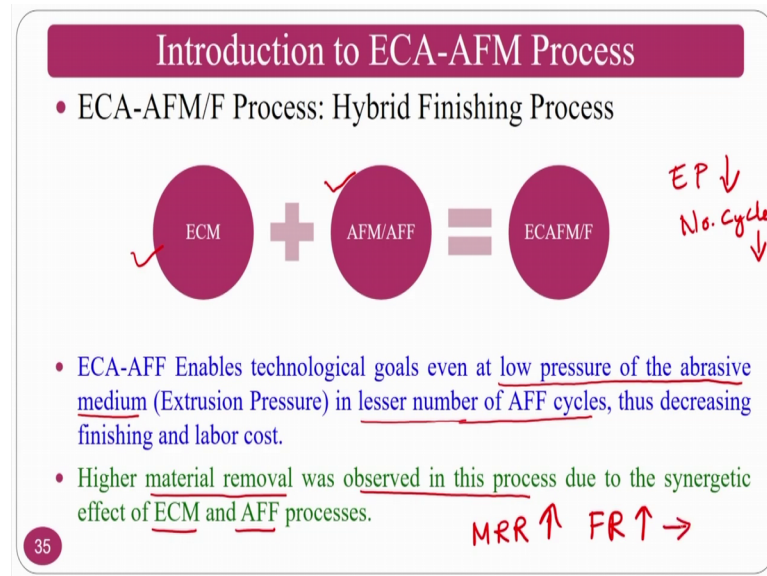 Introduction to ECA-AFM Process
• ECA-AFM/F Process: Hybrid Finishing Process
ECM
AFM/AFF
ECAFM/F
EP ↓
No. Cycle
↓
• ECA-AFF Enables technological goals even at low pressure of the abrasive
medium (Extrusion Pressure) in lesser number of AFF cycles, thus decreasing
finishing and labor cost.
• Higher material removal was observed in this process due to the synergetic
effect of ECM and AFF processes.
MRR ↑ FR ↑ →
35